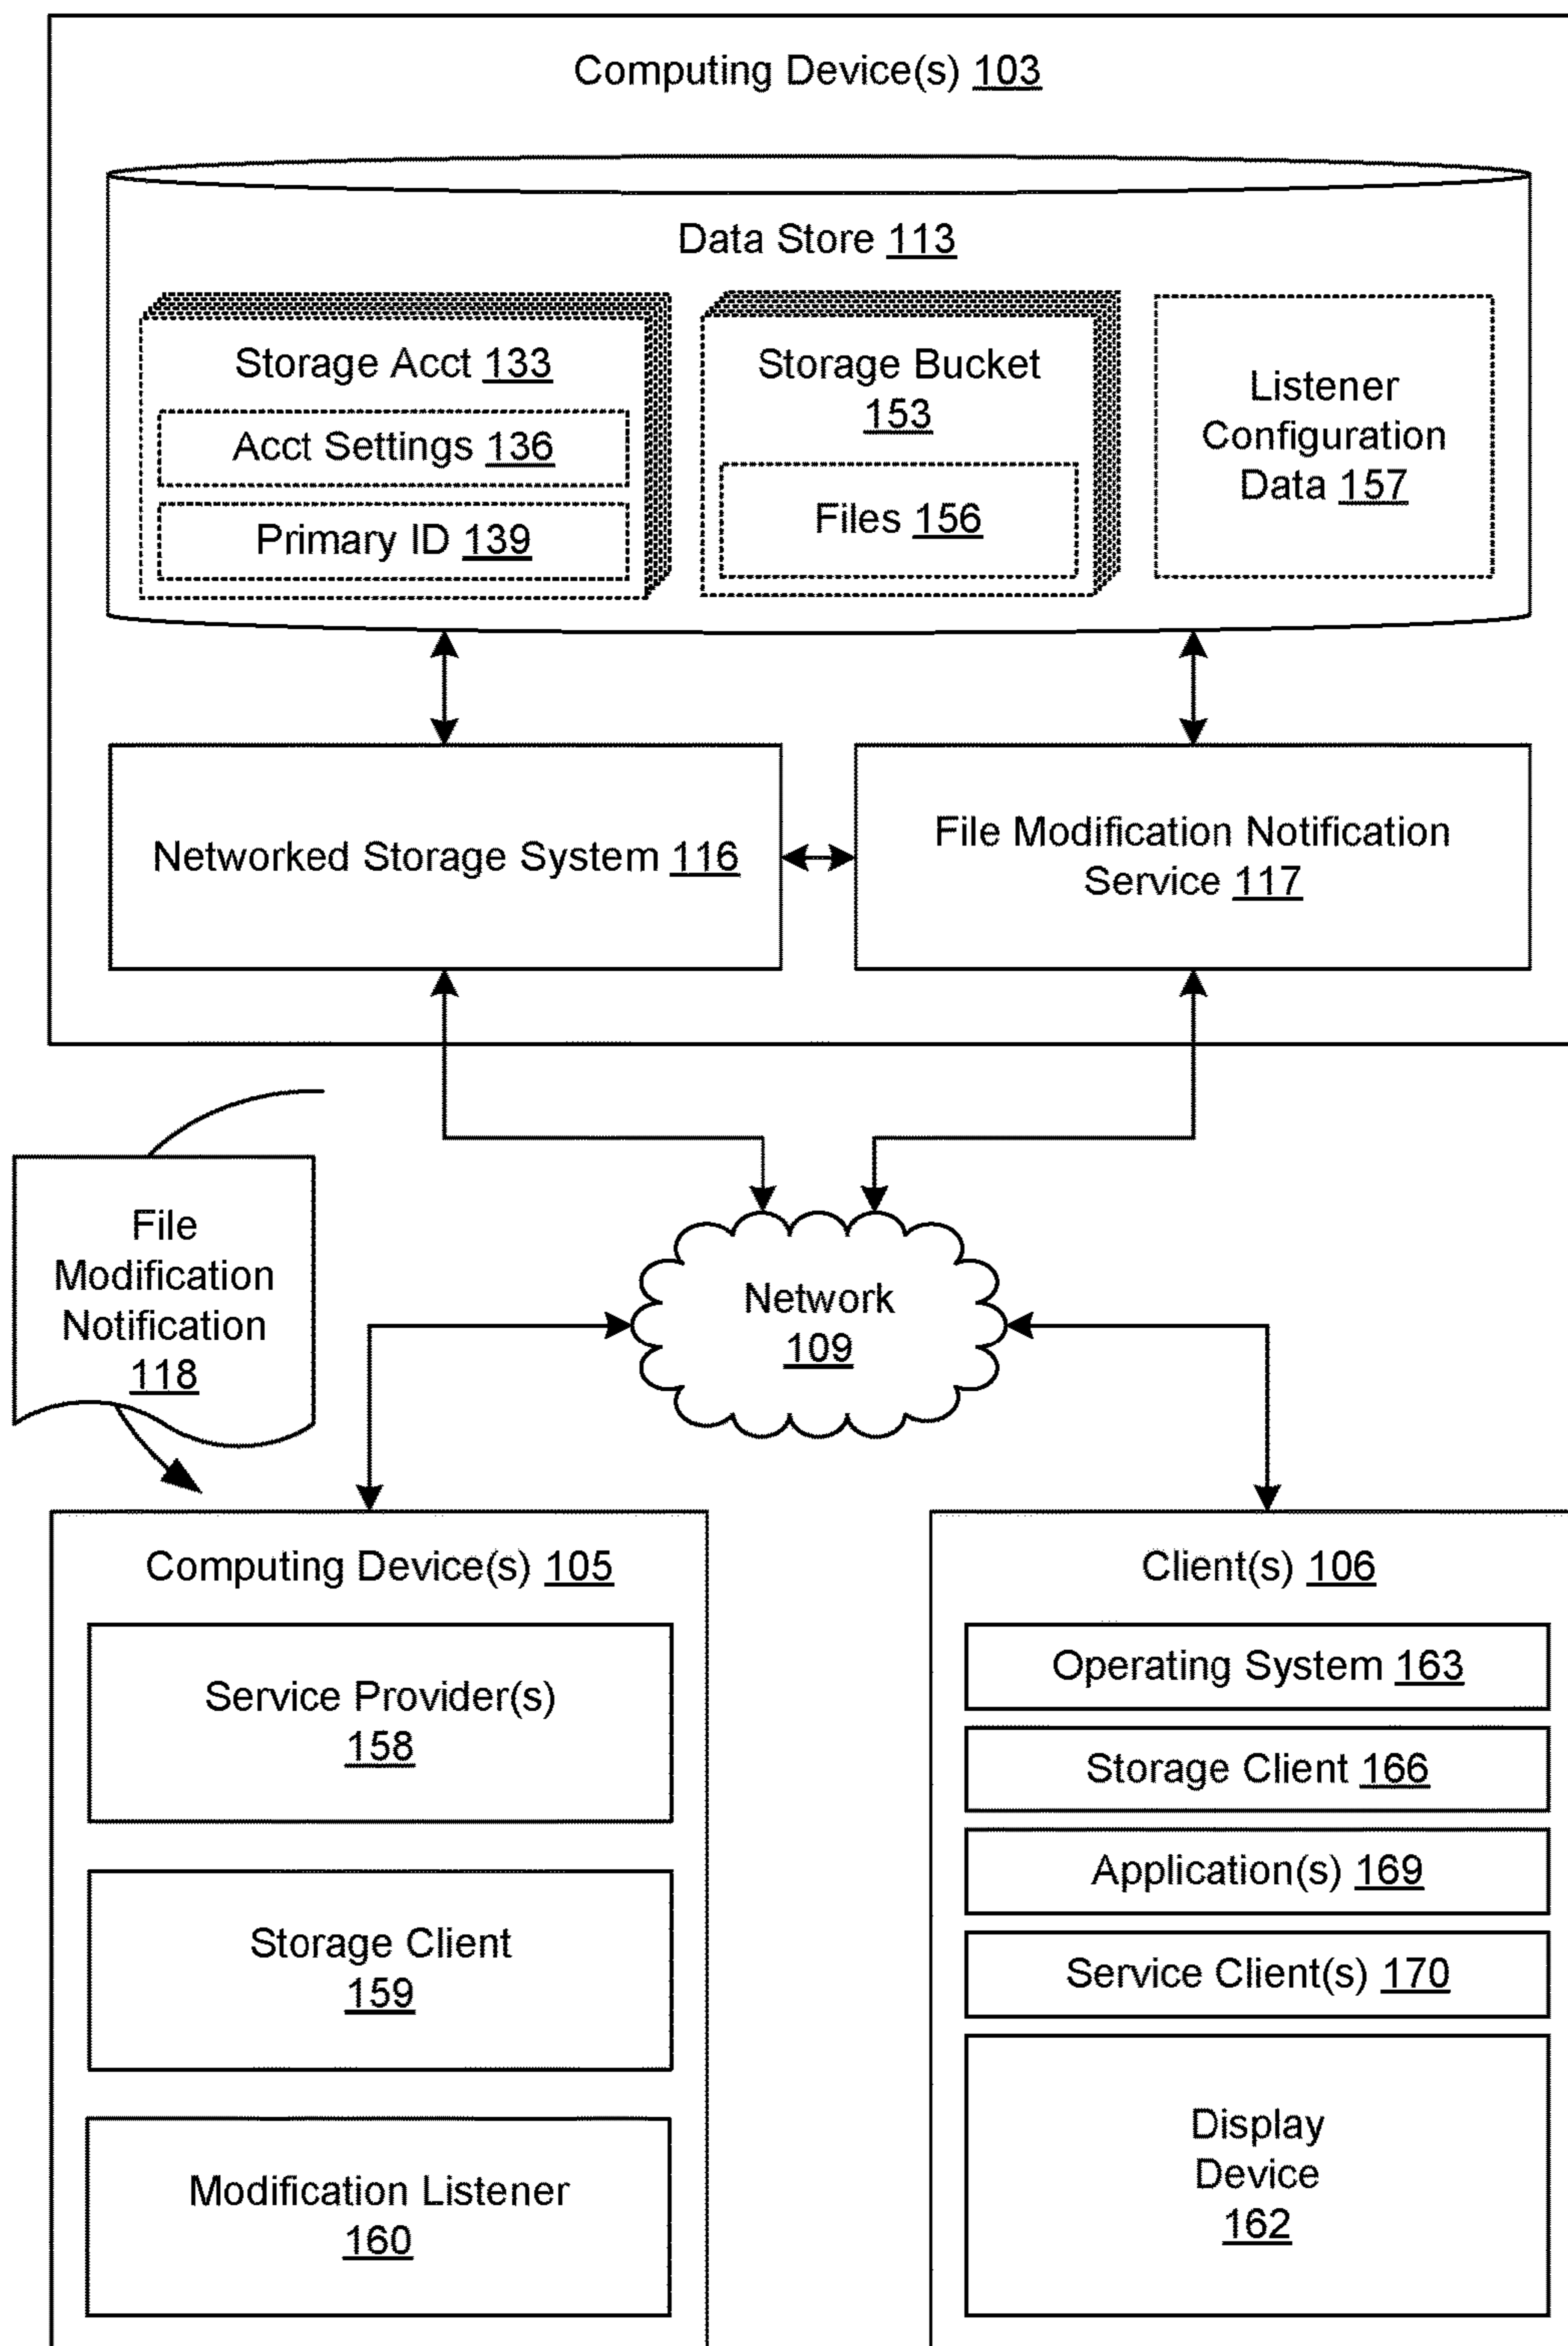 Computing Device(s) 103
Data Store 113
Storage Acct 133
Acct Settings 136
Primary ID 139
Storage Bucket
153
Files 156
Listener
Configuration
Data 157
Networked Storage System 116
File Modification Notification
Service 117
File
Modification
Notification
118
Network
109
Computing Device(s) 105
Service Provider(s)
158
Storage Client
159
Modification Listener
160
Client(s) 106
Operating System 163
Storage Client 166
Application(s) 169
Service Client(s) 170
Display
Device
162